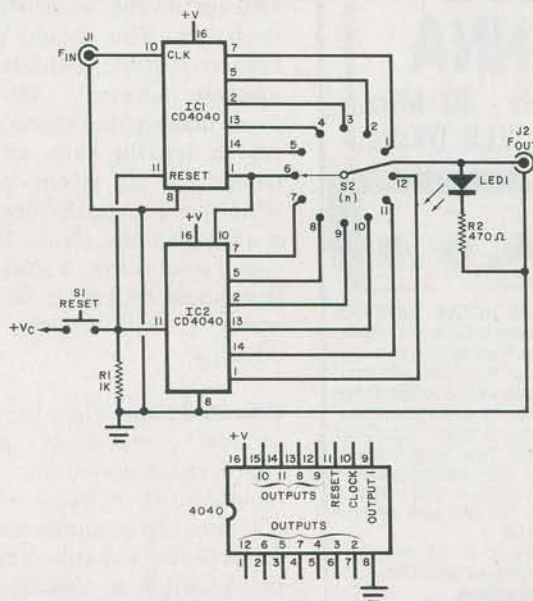 +V
J1
FIN
10
16
CLK
7
5
2
13
14
1
IC1
CD4040
11
RESET
8
4
3
2
1
5
6
12
S2
(n)
7
8
9
10
11
J2
FOUT
LED1
R2
470Ω
+V
16
10
7
5
2
13
14
1
IC2
CD4040
11
8
S1
RESET
+VC
R1
1K
+V
16 15 14 13 12 11 10 9
10 11 8 9
OUTPUTS
RESET
CLOCK
OUTPUT 1
4040
OUTPUTS
12 6 5 7 4 3 2
1 2 3 4 5 6 7 8